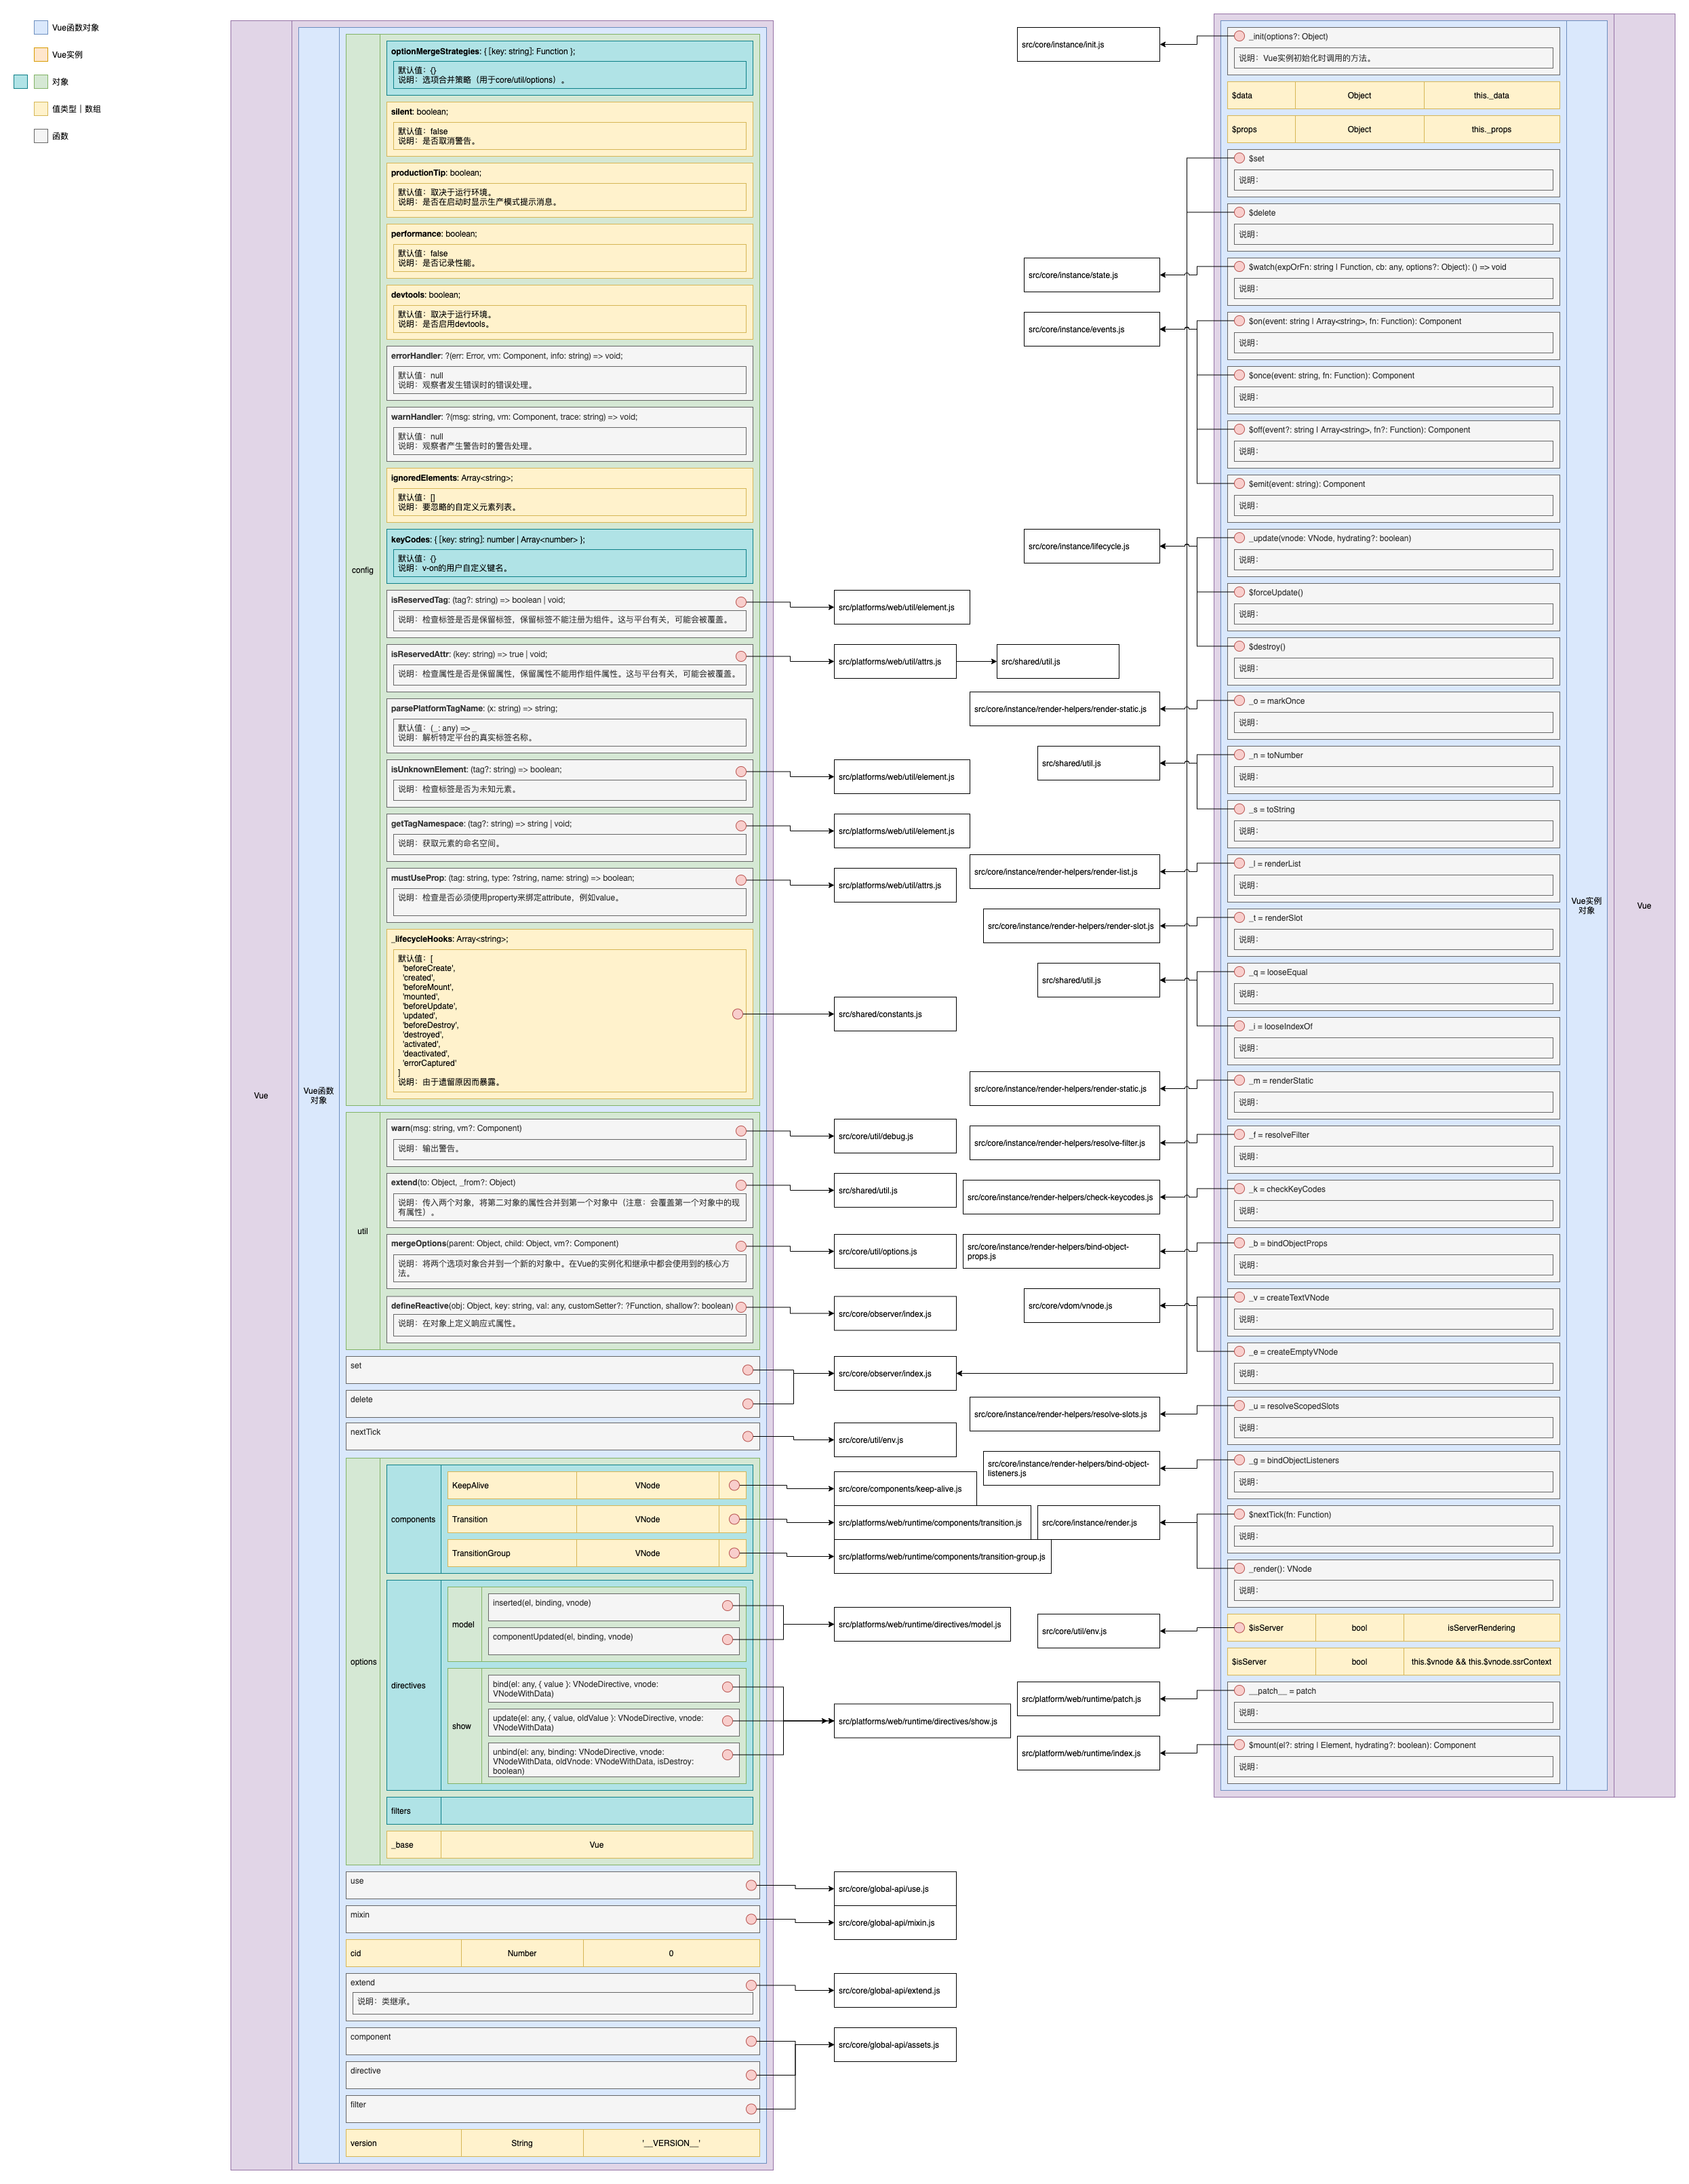 Vue函数对象
Vue实例
对象
值类型｜数组
函数
Vue
Vue函数
对象
config
optionMergeStrategies: { [key: string]: Function };
默认值：{}
说明：选项合并策略（用于core/util/options）。
silent: boolean;
默认值：false
说明：是否取消警告。
productionTip: boolean;
默认值：取决于运行环境。
说明：是否在启动时显示生产模式提示消息。
performance: boolean;
默认值：false
说明：是否记录性能。
devtools: boolean;
默认值：取决于运行环境。
说明：是否启用devtools。
errorHandler: ?(err: Error, vm: Component, info: string) => void;
默认值：null
说明：观察者发生错误时的错误处理。
warnHandler: ?(msg: string, vm: Component, trace: string) => void;
默认值：null
说明：观察者产生警告时的警告处理。
ignoredElements: Array<string>;
默认值：[]
说明：要忽略的自定义元素列表。
keyCodes: { [key: string]: number | Array<number> };
默认值：{}
说明：v-on的用户自定义键名。
isReservedTag: (tag?: string) => boolean | void;
说明：检查标签是否是保留标签，保留标签不能注册为组件。这与平台有关，可能会被覆盖。
src/platforms/web/util/element.js
isReservedAttr: (key: string) => true | void;
说明：检查属性是否是保留属性，保留属性不能用作组件属性。这与平台有关，可能会被覆盖。
src/platforms/web/util/attrs.js
src/shared/util.js
parsePlatformTagName: (x: string) => string;
默认值：(_: any) => _
说明：解析特定平台的真实标签名称。
isUnknownElement: (tag?: string) => boolean;
说明：检查标签是否为未知元素。
src/platforms/web/util/element.js
getTagNamespace: (tag?: string) => string | void;
说明：获取元素的命名空间。
src/platforms/web/util/element.js
mustUseProp: (tag: string, type: ?string, name: string) => boolean;
说明：检查是否必须使用property来绑定attribute，例如value。
src/platforms/web/util/attrs.js
_lifecycleHooks: Array<string>;
默认值：[
'beforeCreate',
'created',
'beforeMount',
'mounted',
'beforeUpdate',
'updated',
'beforeDestroy',
'destroyed',
'activated',
'deactivated',
'errorCaptured'
]
说明：由于遗留原因而暴露。
src/shared/constants.js
util
warn(msg: string, vm?: Component)
说明：输出警告。
src/core/util/debug.js
extend(to: Object, _from?: Object)
说明：传入两个对象，将第二对象的属性合并到第一个对象中（注意：会覆盖第一个对象中的现
有属性）。
src/shared/util.js
mergeOptions(parent: Object, child: Object, vm?: Component)
说明：将两个选项对象合并到一个新的对象中。在Vue的实例化和继承中都会使用到的核心方
法。
src/core/util/options.js
defineReactive(obj: Object, key: string, val: any, customSetter?: ?Function, shallow?: boolean)
说明：在对象上定义响应式属性。
src/core/observer/index.js
set
delete
src/core/observer/index.js
nextTick
src/core/util/env.js
options
components
KeepAlive
VNode
src/core/components/keep-alive.js
Transition
VNode
src/platforms/web/runtime/components/transition.js
TransitionGroup
VNode
src/platforms/web/runtime/components/transition-group.js
directives
model
inserted(el, binding, vnode)
componentUpdated(el, binding, vnode)
src/platforms/web/runtime/directives/model.js
show
bind(el: any, { value }: VNodeDirective, vnode:
VNodeWithData)
update(el: any, { value, oldValue }: VNodeDirective, vnode:
VNodeWithData)
unbind(el: any, binding: VNodeDirective, vnode:
VNodeWithData, oldVnode: VNodeWithData, isDestroy:
boolean)
src/platforms/web/runtime/directives/show.js
filters
_base
Vue
use
src/core/global-api/use.js
mixin
src/core/global-api/mixin.js
cid
Number
0
extend
说明：类继承。
src/core/global-api/extend.js
component
directive
filter
src/core/global-api/assets.js
version
String
'__VERSION__'
src/core/instance/init.js
_init(options?: Object)
说明：Vue实例初始化时调用的方法。
$data
Object
this._data
$props
Object
this._props
$set
说明：
$delete
说明：
src/core/instance/state.js
$watch(expOrFn: string | Function, cb: any, options?: Object): () => void
说明：
src/core/instance/events.js
$on(event: string | Array<string>, fn: Function): Component
说明：
$once(event: string, fn: Function): Component
说明：
$off(event?: string | Array<string>, fn?: Function): Component
说明：
$emit(event: string): Component
说明：
src/core/instance/lifecycle.js
_update(vnode: VNode, hydrating?: boolean)
说明：
$forceUpdate()
说明：
$destroy()
说明：
src/core/instance/render-helpers/render-static.js
_o = markOnce
说明：
src/shared/util.js
_n = toNumber
说明：
_s = toString
说明：
src/core/instance/render-helpers/render-list.js
_l = renderList
说明：
src/core/instance/render-helpers/render-slot.js
_t = renderSlot
说明：
src/shared/util.js
_q = looseEqual
说明：
_i = looseIndexOf
说明：
src/core/instance/render-helpers/render-static.js
_m = renderStatic
说明：
src/core/instance/render-helpers/resolve-filter.js
_f = resolveFilter
说明：
src/core/instance/render-helpers/check-keycodes.js
_k = checkKeyCodes
说明：
src/core/instance/render-helpers/bind-object-
props.js
_b = bindObjectProps
说明：
src/core/vdom/vnode.js
_v = createTextVNode
说明：
_e = createEmptyVNode
说明：
src/core/instance/render-helpers/resolve-slots.js
_u = resolveScopedSlots
说明：
src/core/instance/render-helpers/bind-object-
listeners.js
_g = bindObjectListeners
说明：
src/core/instance/render.js
$nextTick(fn: Function)
说明：
_render(): VNode
说明：
src/core/util/env.js
$isServer
bool
isServerRendering
$isServer
bool
this.$vnode && this.$vnode.ssrContext
src/platform/web/runtime/patch.js
__patch__ = patch
说明：
src/platform/web/runtime/index.js
$mount(el?: string | Element, hydrating?: boolean): Component
说明：
Vue实例
对象
Vue